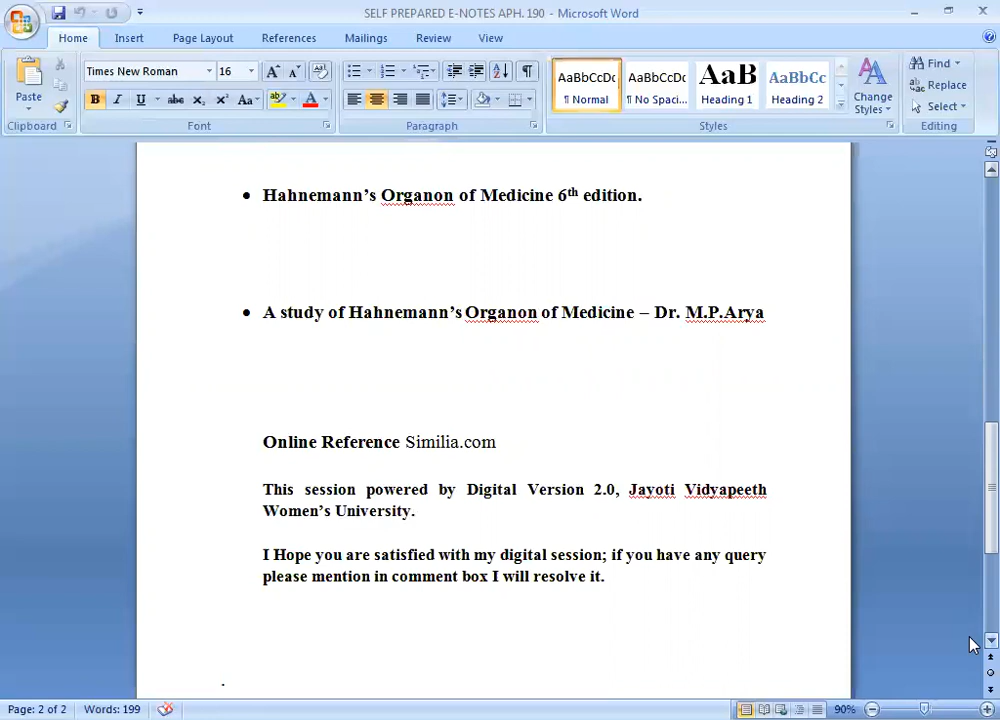 SELF PREPARED E-NOTES APH. 190 - Microsoft Word
Home Insert Page Layout References Mailings Review View
Paste
Times New Roman 16
B I U abc x₂ x² Aa ab A
AaBbCcDc AaBbCcDc AaB AaBbCc
¶ Normal ¶ No Spaci... Heading 1 Heading 2
Change Styles
Find
Replace
Select
Clipboard Font Paragraph Styles Editing
• Hahnemann’s Organon of Medicine 6th edition.
• A study of Hahnemann’s Organon of Medicine – Dr. M.P.Arya
Online Reference Similia.com
This session powered by Digital Version 2.0, Jayoti Vidyapeeth
Women’s University.
I Hope you are satisfied with my digital session; if you have any query
please mention in comment box I will resolve it.
.
Page: 2 of 2 Words: 199 90%